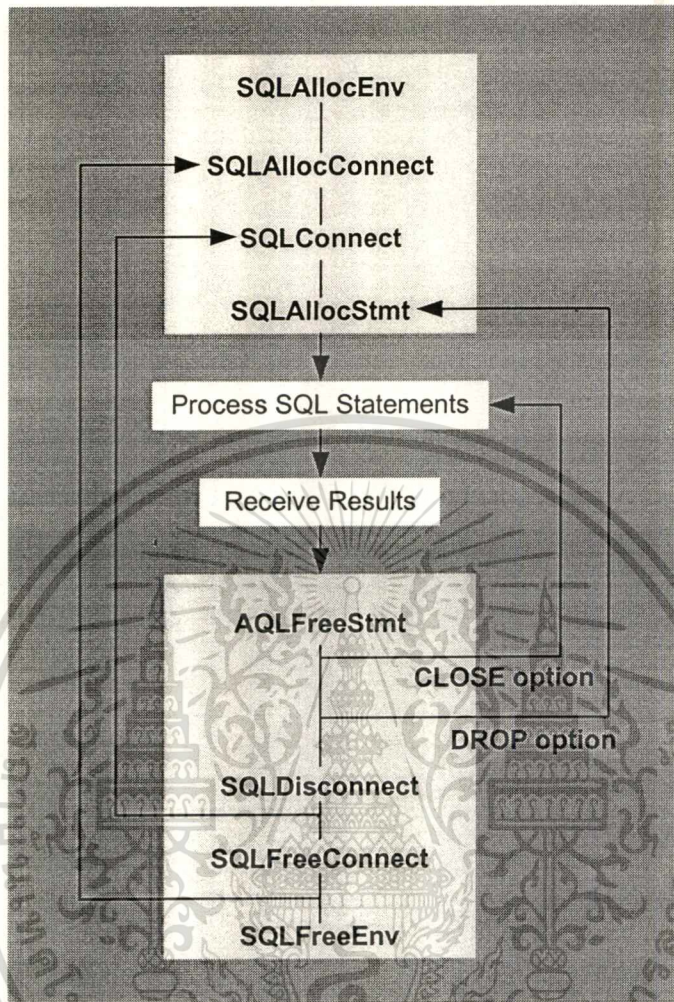 SQLAllocEnv
SQLAllocConnect
SQLConnect
SQLAllocStmt
Process SQL Statements
Receive Results
AQLFreeStmt
CLOSE option
DROP option
SQLDisconnect
SQLFreeConnect
SQLFreeEnv